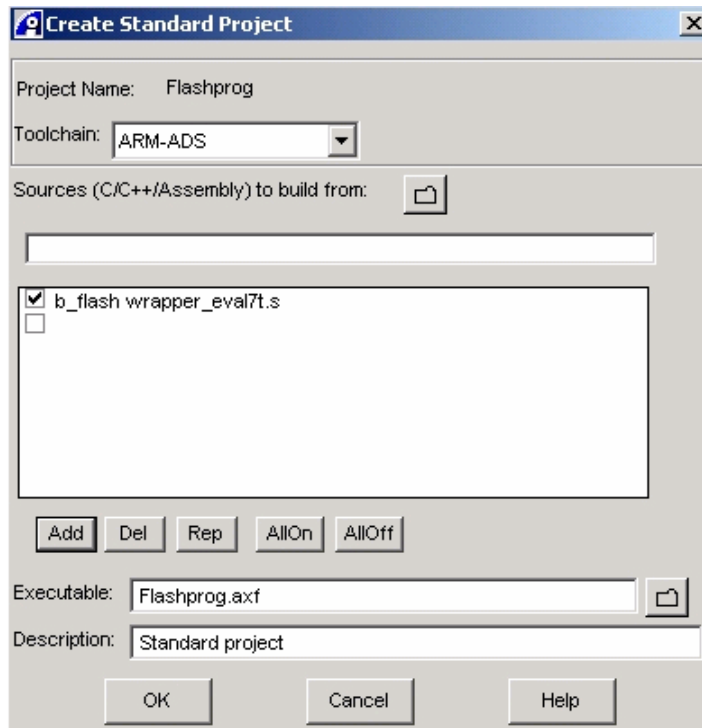 Create Standard Project
Project Name: Flashprog
Toolchain: ARM-ADS
Sources (C/C++/Assembly) to build from:
b_flash wrapper_eval7t.s
Add Del Rep AllOn AllOff
Executable: Flashprog.axf
Description: Standard project
OK Cancel Help